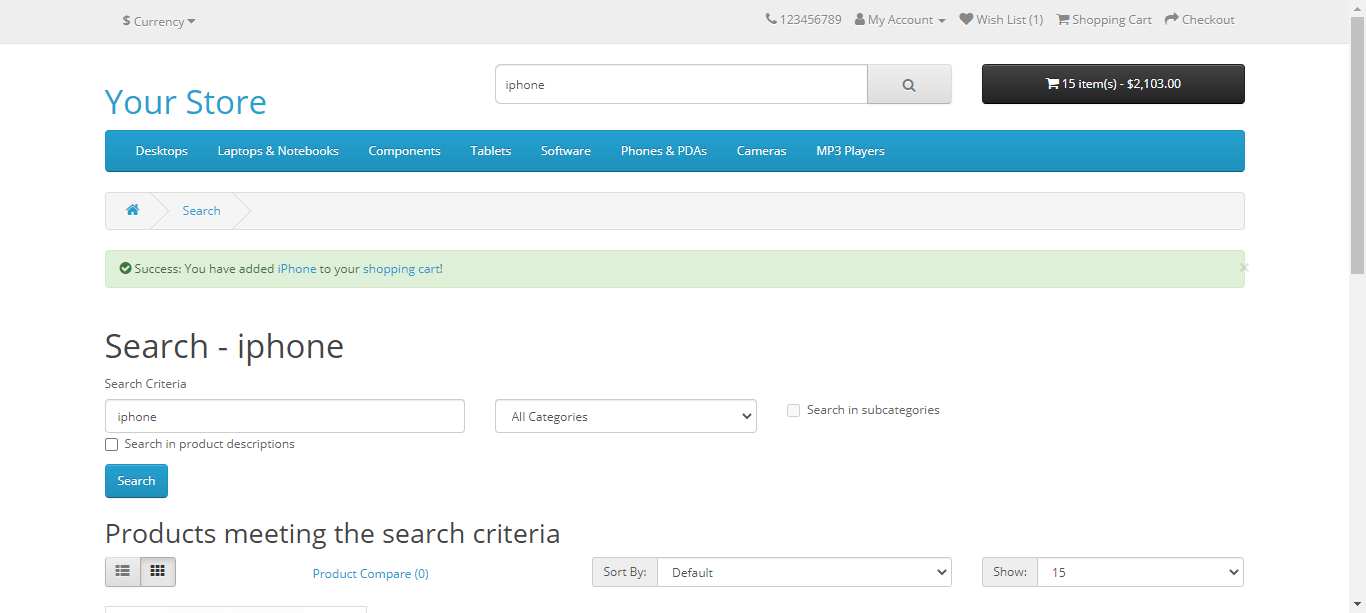 $ Currency
123456789 My Account Wish List (1) Shopping Cart Checkout
Your Store
iphone
15 item(s) - $2,103.00
Desktops Laptops & Notebooks Components Tablets Software Phones & PDAs Cameras MP3 Players
Search
Success: You have added iPhone to your shopping cart!
×
Search - iphone
Search Criteria
iphone
All Categories
Search in subcategories
Search in product descriptions
Search
Products meeting the search criteria
Product Compare (0)
Sort By: Default
Show: 15